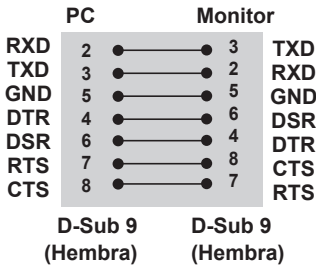 PC Monitor
RXD 2 3 TXD
TXD 3 2 RXD
GND 5 5 GND
DTR 4 6 DSR
DSR 6 4 DTR
RTS 7 8 CTS
CTS 8 7 RTS
D-Sub 9 D-Sub 9
(Hembra) (Hembra)